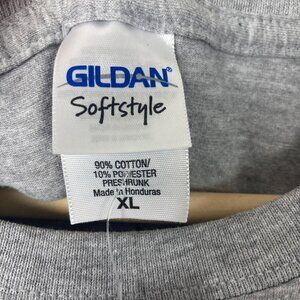 GILDAN®
Softstyle
90% COTTON/
10% POLYESTER
PRESHRUNK
Made in Honduras
XL